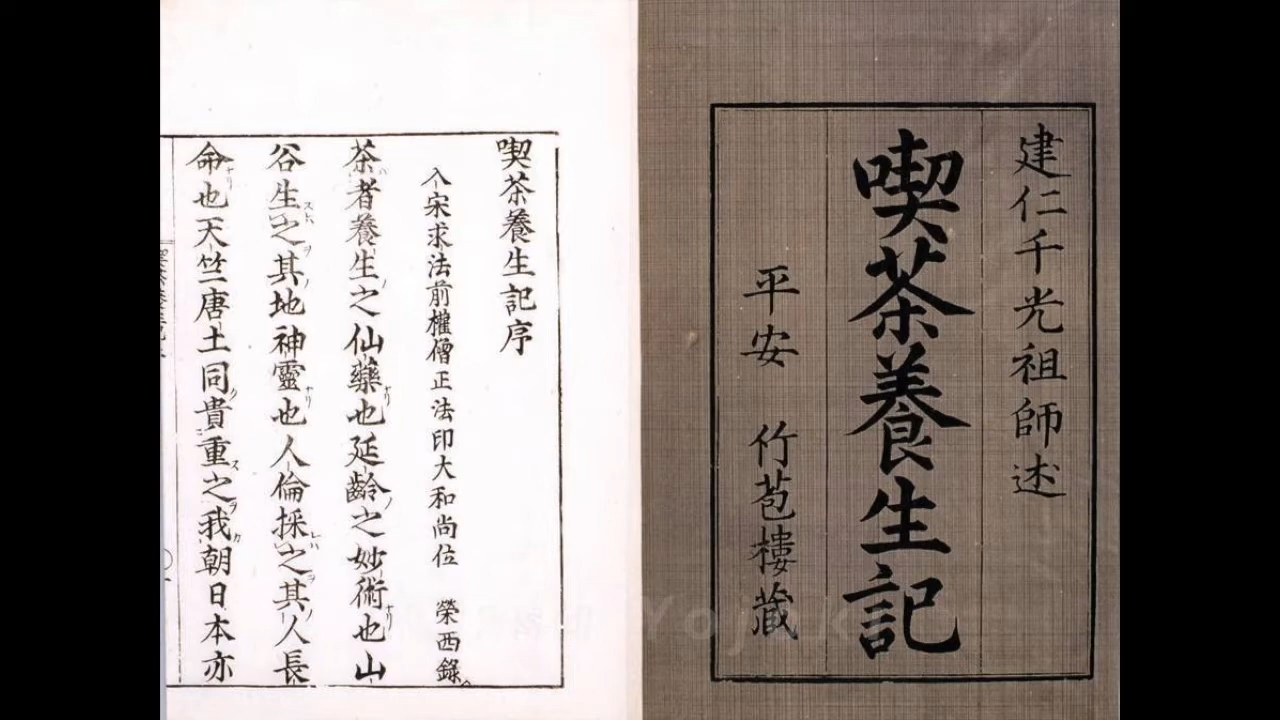 建仁千光祖師述
喫茶養生記
平安 竹苞樓蔵
喫茶養生記序
入宋求法前權僧正法印大和尚位 榮西錄
茶者養生之仙藥也延齡之妙術也山
谷生之其地神靈也人倫採之其人長
命也天竺唐土同貴重之我朝日本亦